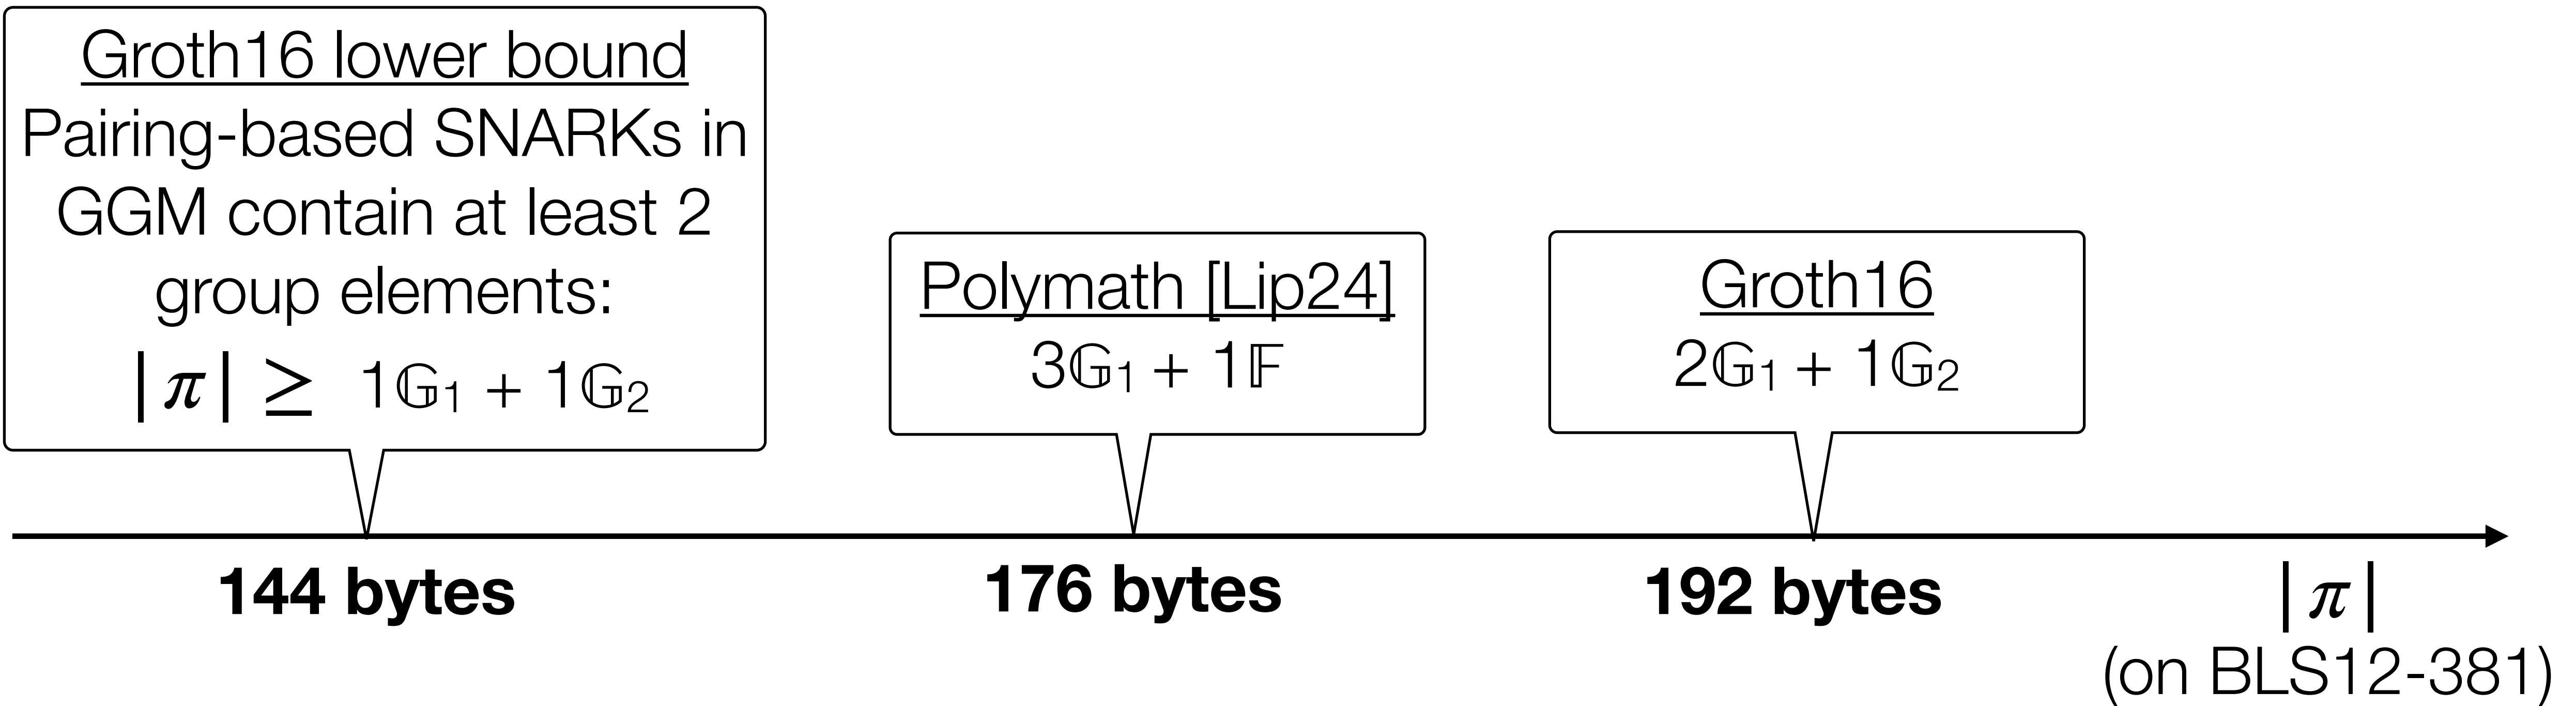 Groth16 lower bound
Pairing-based SNARKs in
GGM contain at least 2
group elements:
|π| ≥ 1𝔾₁ + 1𝔾₂
Polymath [Lip24]
3𝔾₁ + 1𝔽
Groth16
2𝔾₁ + 1𝔾₂
144 bytes
176 bytes
192 bytes
|π|
(on BLS12-381)